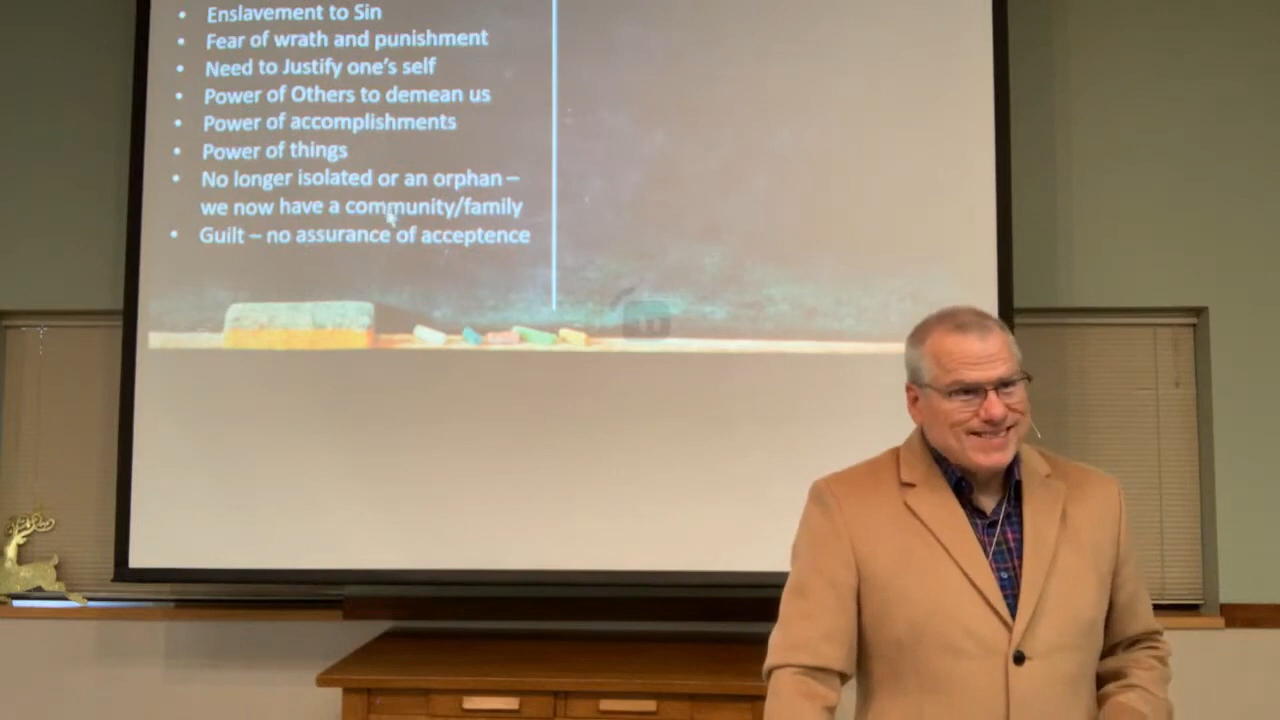 • Enslavement to Sin
• Fear of wrath and punishment
• Need to Justify one's self
• Power of Others to demean us
• Power of accomplishments
• Power of things
• No longer isolated or an orphan –
we now have a community/family
• Guilt – no assurance of acceptence